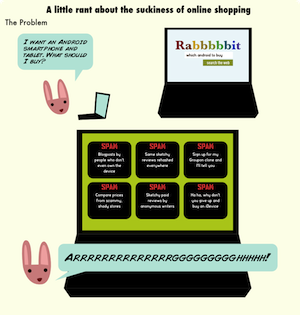 A little rant about the suckiness of online shopping
The Problem
I WANT AN ANDROID
SMARTPHONE AND
TABLET. WHAT SHOULD
I BUY?
Rabbbbbit
which android to buy
search the web
SPAM
Blogposts by
people who don't
even own the
device
SPAM
Some sketchy
reviews rehashed
everywhere
SPAM
Sign up for my
Groupon clone and
I'll tell you
SPAM
Compare prices
from scammy,
shady stores
SPAM
Sketchy paid
reviews by
anonymous writers
SPAM
Ha ha, why don't
you give up and
buy an iDevice
ARRRRRRRRRRRRRRGGGGGGGGGHHHHH!